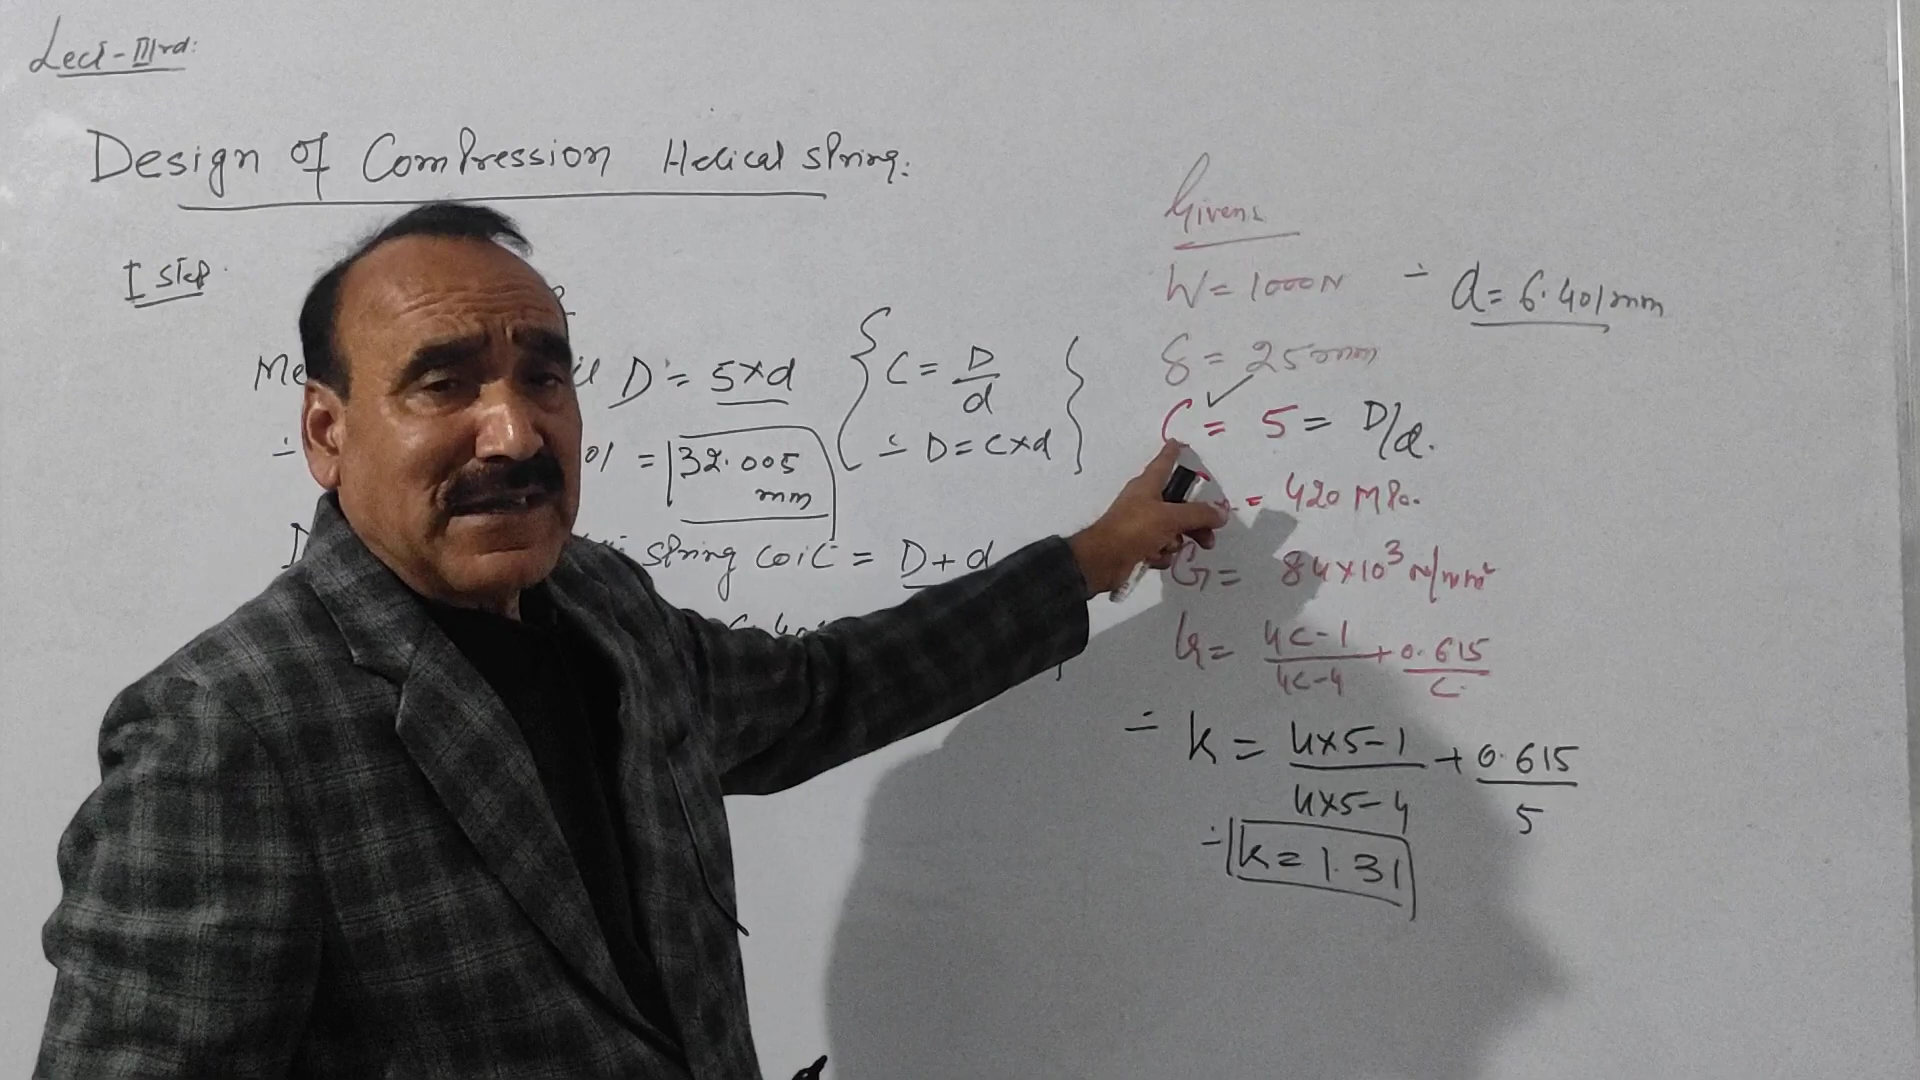 Lect-IIIrd:
Design of Compression Helical spring:
I step
D = 5×d { C = D/d
∴ D = C×d }
= 32.005 mm
spring coil = D+d
Given:
W = 1000N ∴ d = 6.401mm
δ = 25mm
C = 5 = D/d.
= 420 MPa.
G = 84×10³ N/mm²
k = 4C-1/4C-4 + 0.615/C
∴ k = 4×5-1/4×5-4 + 0.615/5
∴ k = 1.31